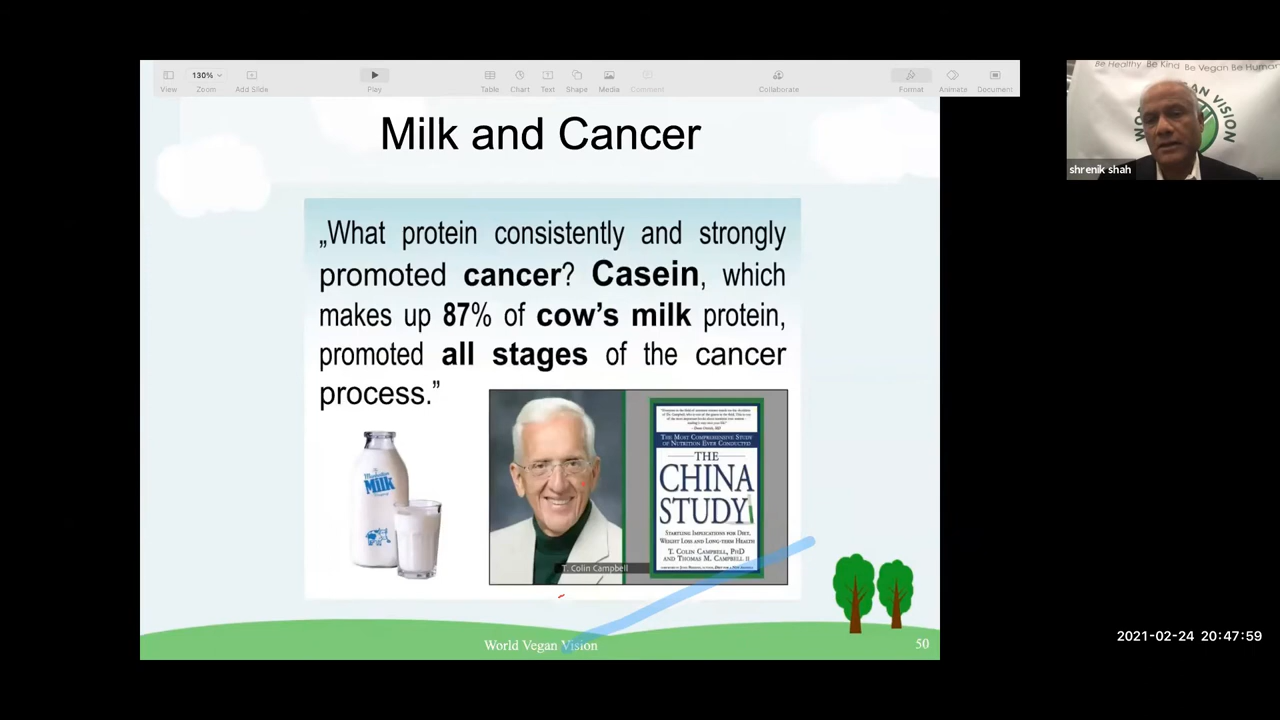 130%
View Zoom Add Slide Play Table Chart Text Shape Media Comment Collaborate Format Animate Document
Milk and Cancer
„What protein consistently and strongly
promoted cancer? Casein, which
makes up 87% of cow's milk protein,
promoted all stages of the cancer
process.”
Milk
THE MOST COMPREHENSIVE STUDY
OF NUTRITION EVER CONDUCTED
THE
CHINA
STUDY
STARTLING IMPLICATIONS FOR DIET,
WEIGHT LOSS AND LONG-TERM HEALTH
T. COLIN CAMPBELL, PHD
AND THOMAS M. CAMPBELL II
T. Colin Campbell
World Vegan Vision
50
Be Healthy Be Kind Be Vegan Be Human
VISION
shrenik shah
2021-02-24 20:47:59